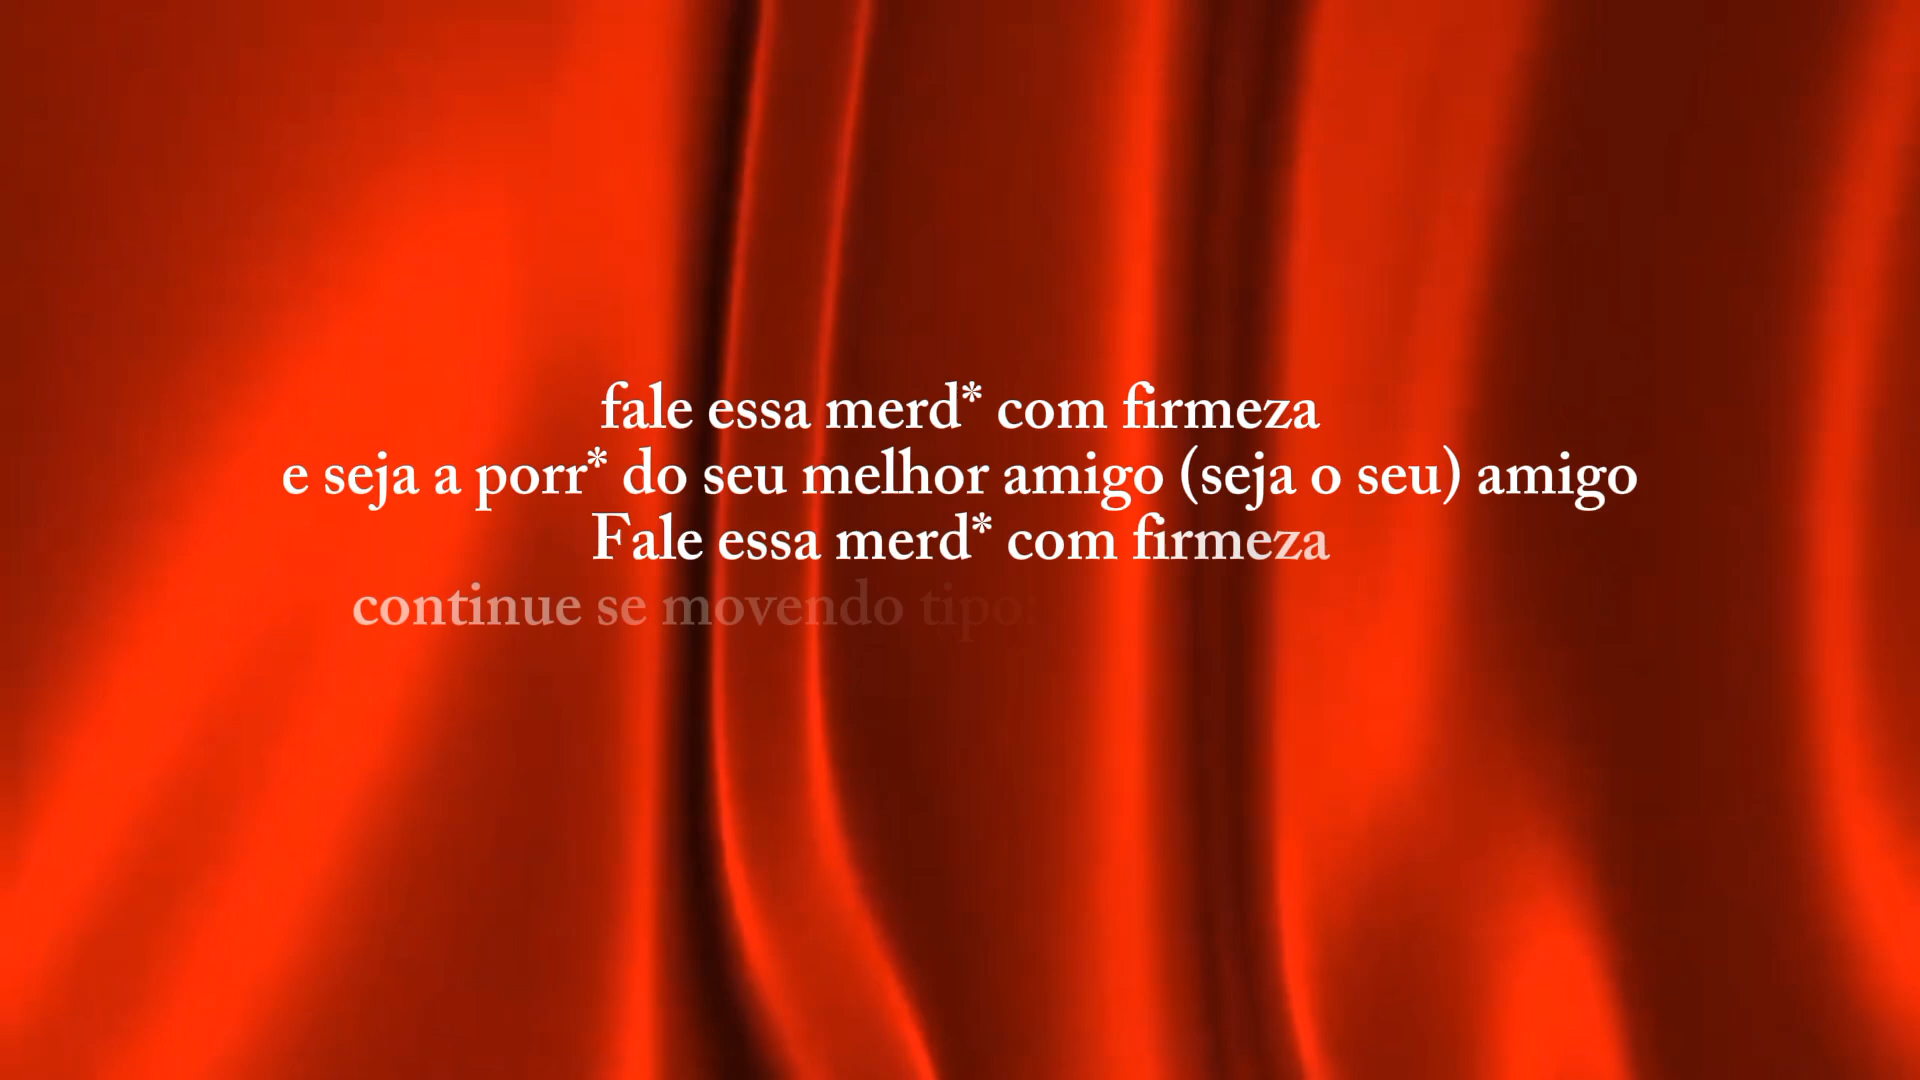 fale essa merd* com firmeza
e seja a porr* do seu melhor amigo (seja o seu) amigo
Fale essa merd* com firmeza
continue se movendo tipo: